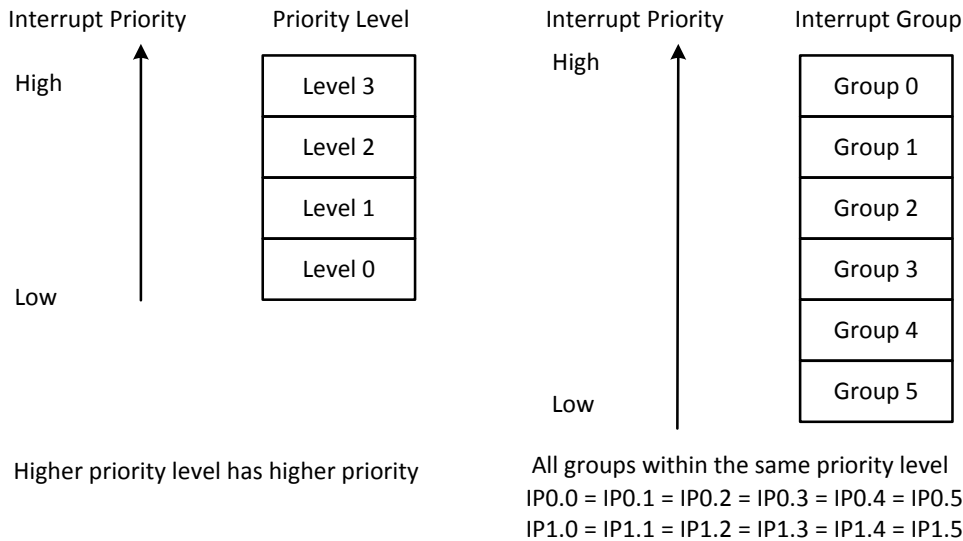 Interrupt Priority
Priority Level
High
Level 3
Level 2
Level 1
Level 0
Low
Higher priority level has higher priority
Interrupt Priority
Interrupt Group
High
Group 0
Group 1
Group 2
Group 3
Group 4
Group 5
Low
All groups within the same priority level
IP0.0 = IP0.1 = IP0.2 = IP0.3 = IP0.4 = IP0.5
IP1.0 = IP1.1 = IP1.2 = IP1.3 = IP1.4 = IP1.5